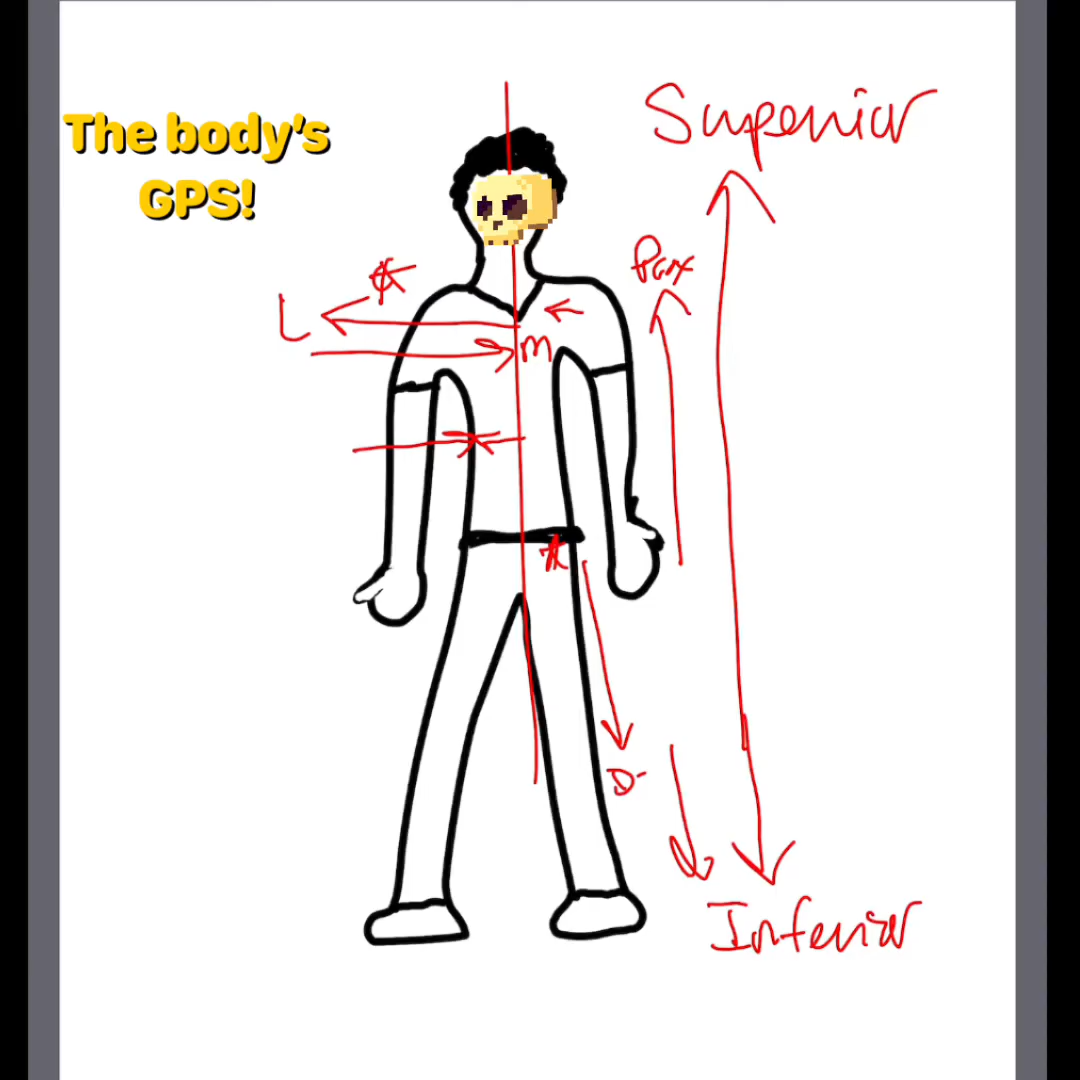 The body's
GPS!
Superior
Prox
L
m
D-
Inferior